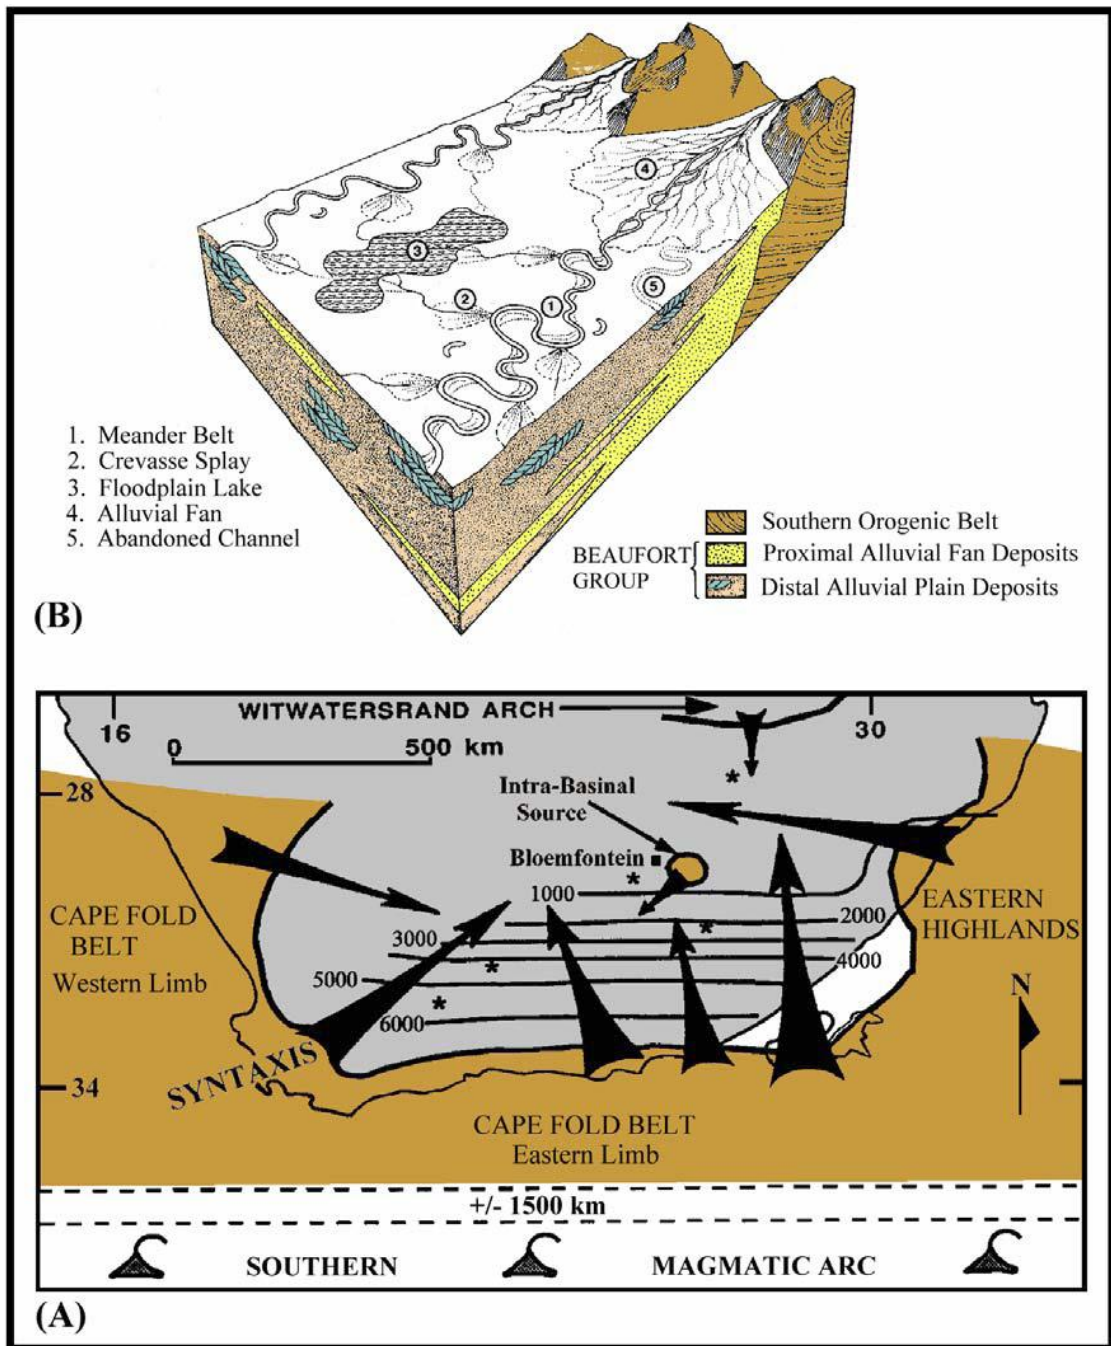 3
4
2
1
5
1. Meander Belt
2. Crevasse Splay
3. Floodplain Lake
4. Alluvial Fan
5. Abandoned Channel
Southern Orogenic Belt
BEAUFORT
GROUP
Proximal Alluvial Fan Deposits
Distal Alluvial Plain Deposits
(B)
WITWATERSRAND ARCH
16
30
0
500 km
28
Intra-Basinal
Source
Bloemfontein
*
*
1000
2000
*
3000
4000
*
5000
*
6000
CAPE FOLD
BELT
Western Limb
EASTERN
HIGHLANDS
N
SYNTAXIS
34
CAPE FOLD BELT
Eastern Limb
+/- 1500 km
SOUTHERN
MAGMATIC ARC
(A)